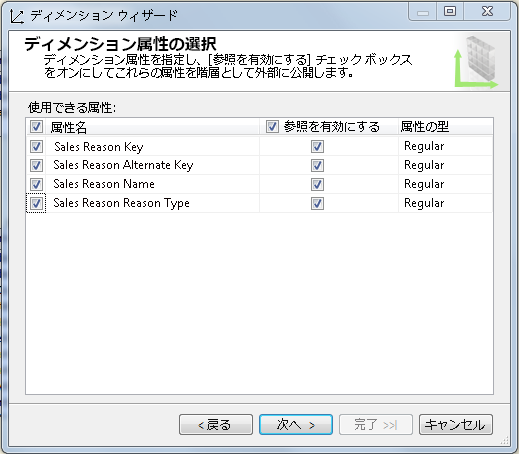 ディメンション ウィザード
ディメンション属性の選択
ディメンション属性を指定し、[参照を有効にする] チェック ボックス
をオンにしてこれらの属性を階層として外部に公開します。
使用できる属性:
属性名 参照を有効にする 属性の型
Sales Reason Key Regular
Sales Reason Alternate Key Regular
Sales Reason Name Regular
Sales Reason Reason Type Regular
< 戻る 次へ > 完了 >>| キャンセル